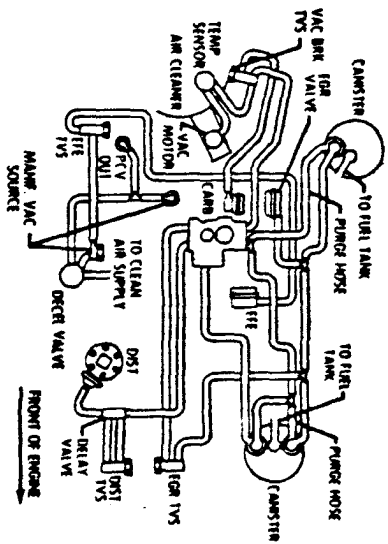 CANISTER
TO FUEL TANK
PURGE HOSE
EGR
VALVE
VAC BRK
TVS
TEMP
SENSOR
AIR CLEANER
VAC
MOTOR
CARB
EFE
TVS
PCV
MANIF. VAC
SOURCE
TO CLEAN
AIR SUPPLY
DECEL VALVE
EFE
TO FUEL
TANK
PURGE HOSE
CANISTER
DIST
DELAY
VALVE
DIST
TVS
EGR TVS
FRONT OF ENGINE